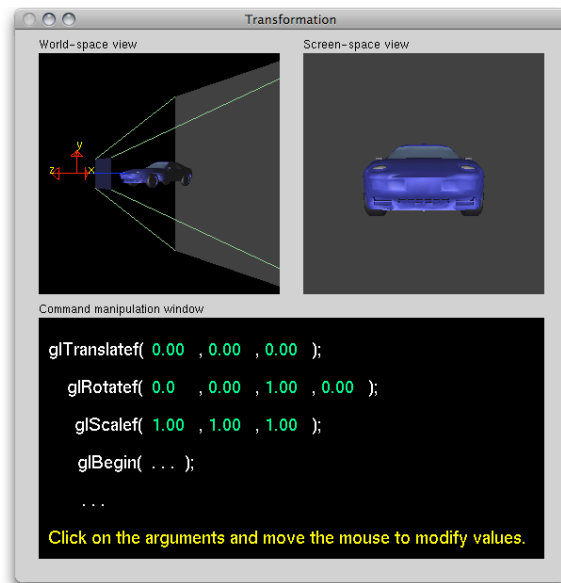 Transformation
World-space view
Screen-space view
y
z
x
Command manipulation window
glTranslatef( 0.00 , 0.00 , 0.00 );
glRotatef( 0.0 , 0.00 , 1.00 , 0.00 );
glScalef( 1.00 , 1.00 , 1.00 );
glBegin( . . . );
. . .
Click on the arguments and move the mouse to modify values.